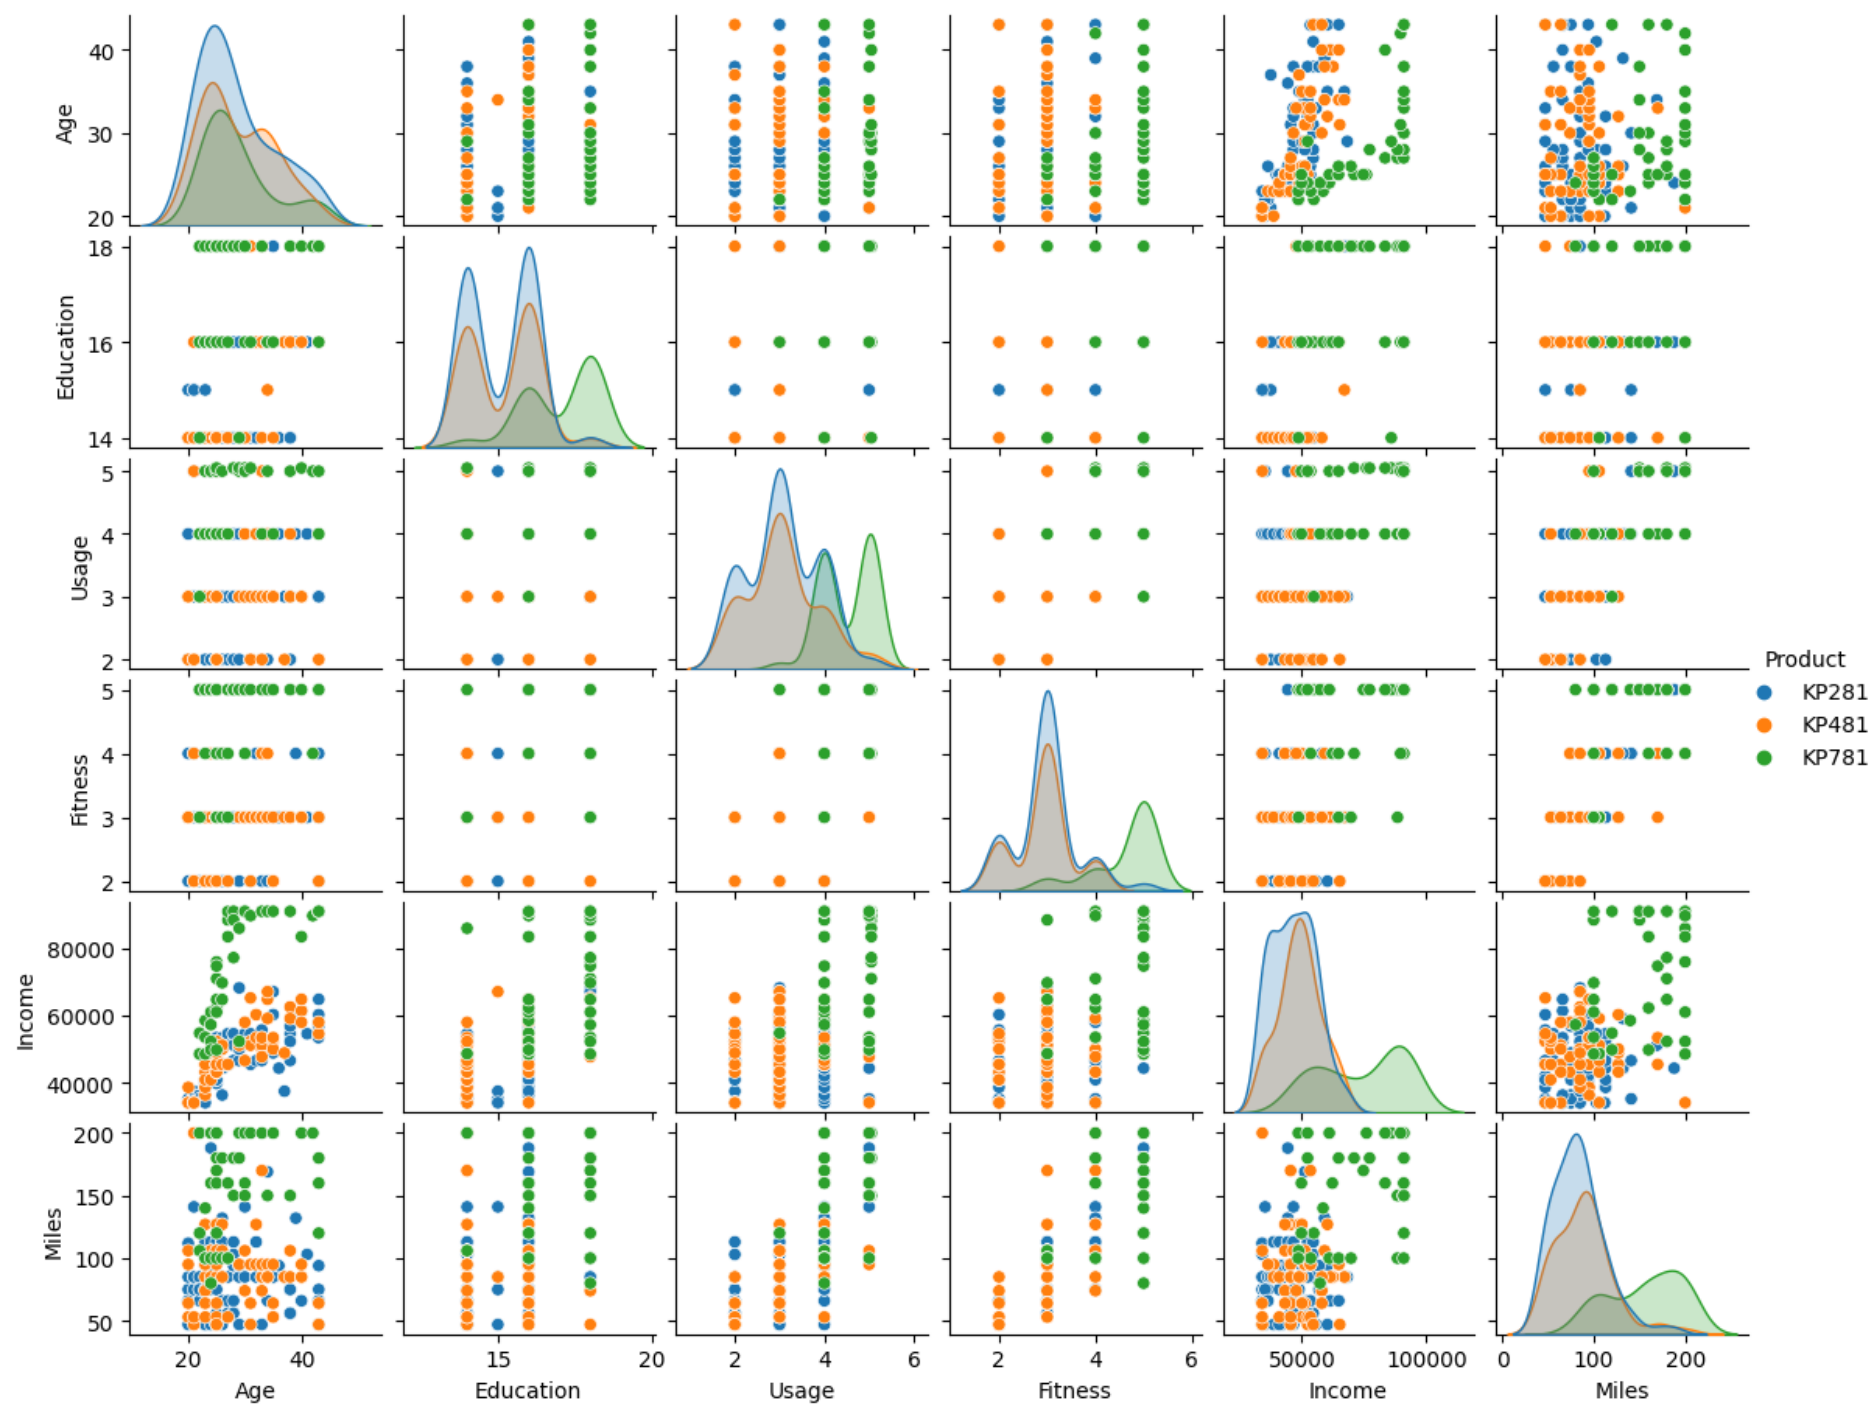 Age
40
30
20
Education
18
16
14
Usage
5
4
3
2
Fitness
5
4
3
2
Income
80000
60000
40000
Miles
200
150
100
50
20 40
15 20
2 4 6
2 4 6
50000 100000
0 100 200
Age
Education
Usage
Fitness
Income
Miles
Product
KP281
KP481
KP781